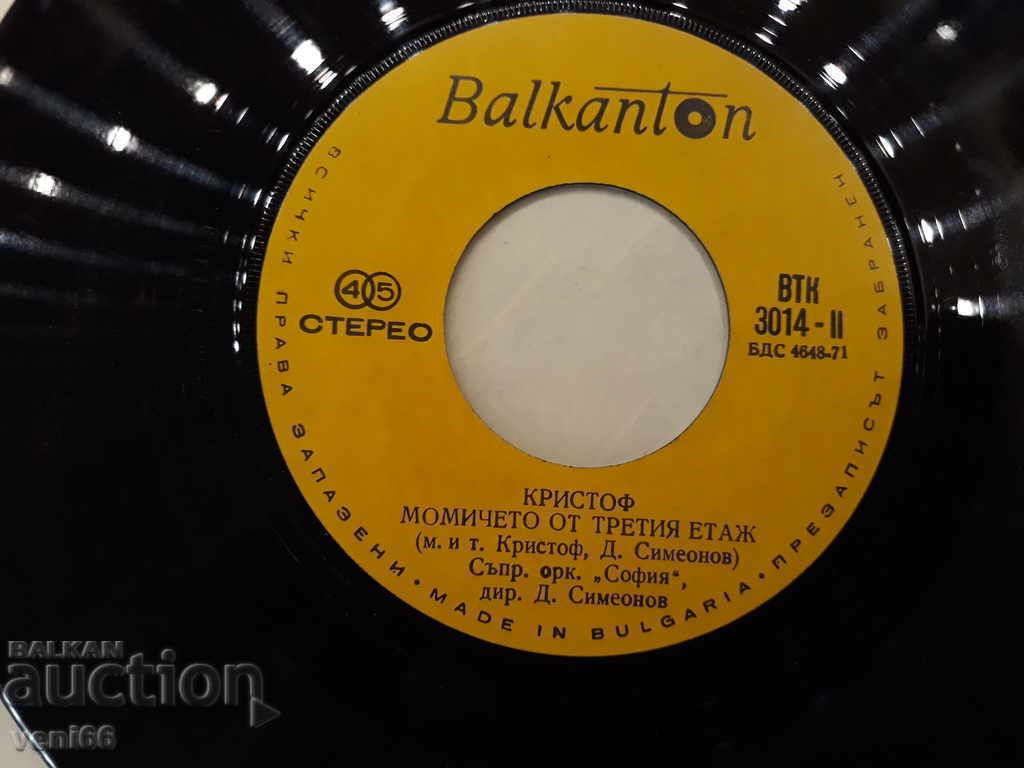 Balkanton
45
СТЕРЕО
ВТК
3014-II
БДС 4648-71
КРИСТОФ
МОМИЧЕТО ОТ ТРЕТИЯ ЕТАЖ
(м. и т. Кристоф, Д. Симеонов)
Съпр. орк. „София“,
дир. Д. Симеонов
ВСИЧКИ ПРАВА ЗАПАЗЕНИ • MADE IN BULGARIA • ПРЕЗАПИСЪТ ЗАБРАНЕН
BALKAN
auction
veni66